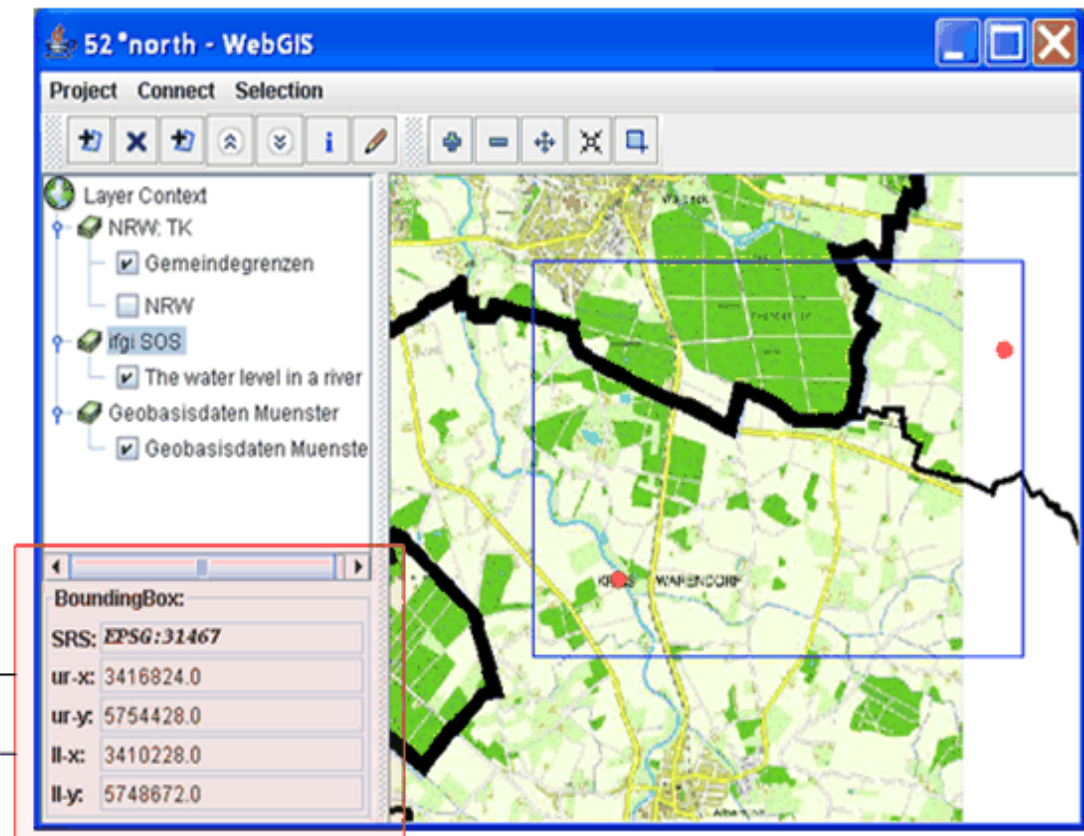 52°north - WebGIS
Project Connect Selection
Layer Context
NRW: TK
Gemeindegrenzen
NRW
ifgi SOS
The water level in a river
Geobasisdaten Muenster
Geobasisdaten Muenste
BoundingBox:
SRS: EPSG:31467
ur-x: 3416824.0
ur-y: 5754428.0
ll-x: 3410228.0
ll-y: 5748672.0
WARENDORF